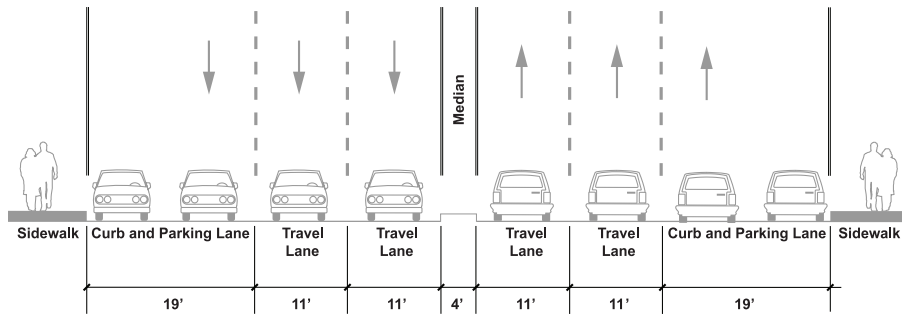 Median
Sidewalk
Curb and Parking Lane
Travel
Lane
Travel
Lane
Travel
Lane
Travel
Lane
Curb and Parking Lane
Sidewalk
19'
11'
11'
4'
11'
11'
19'